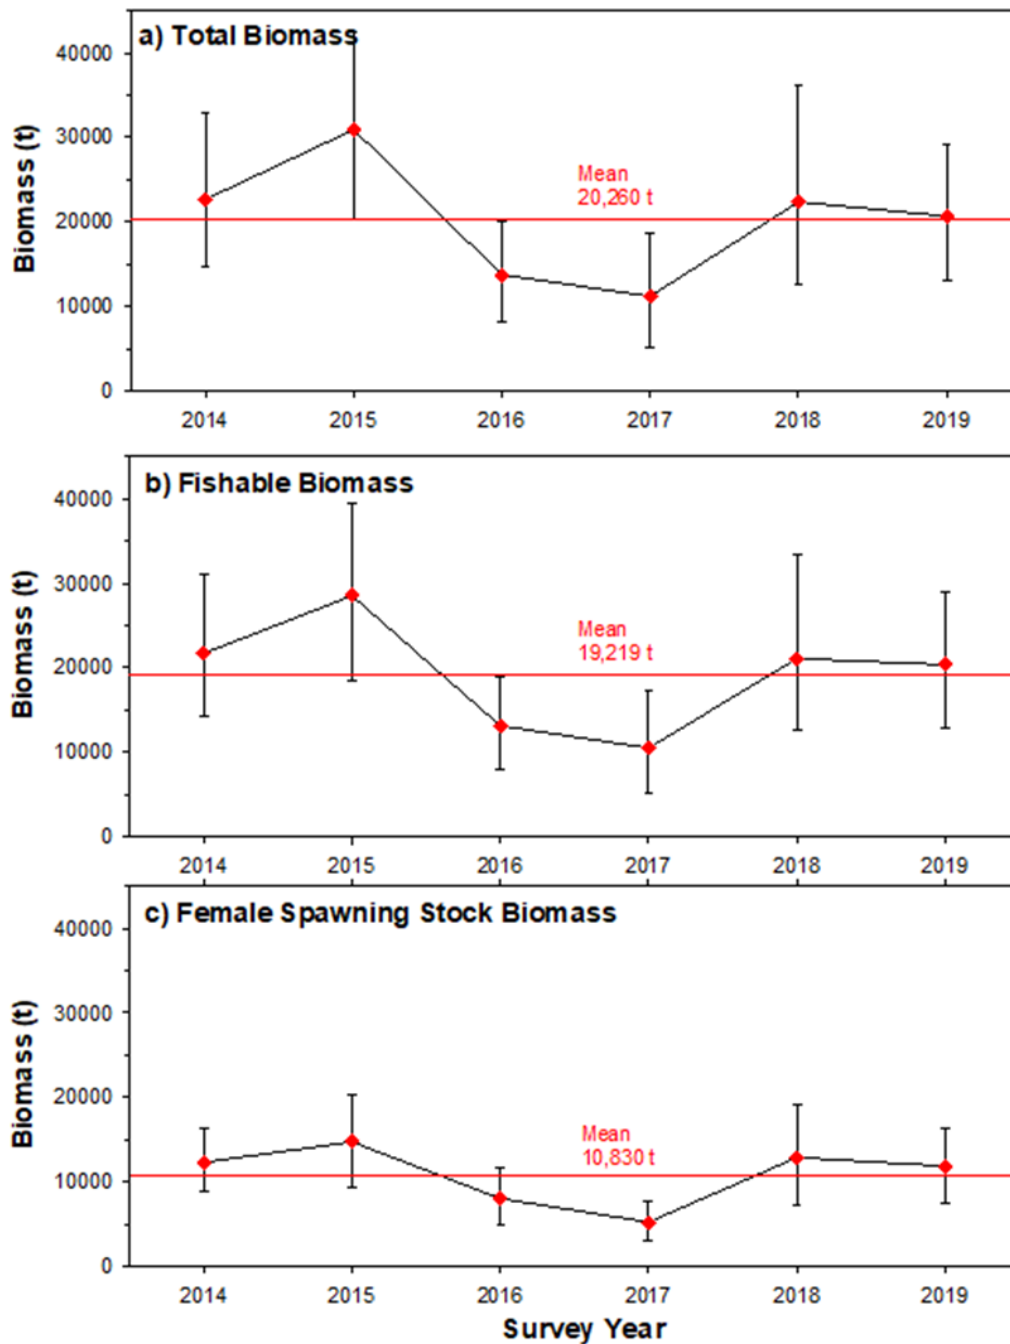 a) Total Biomass
Biomass (t)
40000
30000
20000
10000
0
Mean
20,260 t
2014 2015 2016 2017 2018 2019
b) Fishable Biomass
Biomass (t)
40000
30000
20000
10000
0
Mean
19,219 t
2014 2015 2016 2017 2018 2019
c) Female Spawning Stock Biomass
Biomass (t)
40000
30000
20000
10000
0
Mean
10,830 t
2014 2015 2016 2017 2018 2019
Survey Year